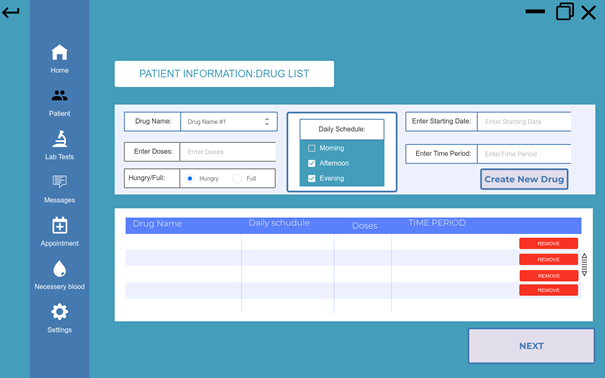 Home
Patient
Lab Tests
Messages
Appointment
Necessery blood
Settings
PATIENT INFORMATION:DRUG LIST
Drug Name: Drug Name #1
Enter Doses: Enter Doses
Hungry/Full: Hungry Full
Daily Schedule:
Morning
Afternoon
Evening
Enter Starting Date: Enter Starting Date
Enter Time Period: EnterTime Period
Create New Drug
Drug Name Daily schudule Doses TIME PERIOD
REMOVE
REMOVE
REMOVE
REMOVE
NEXT